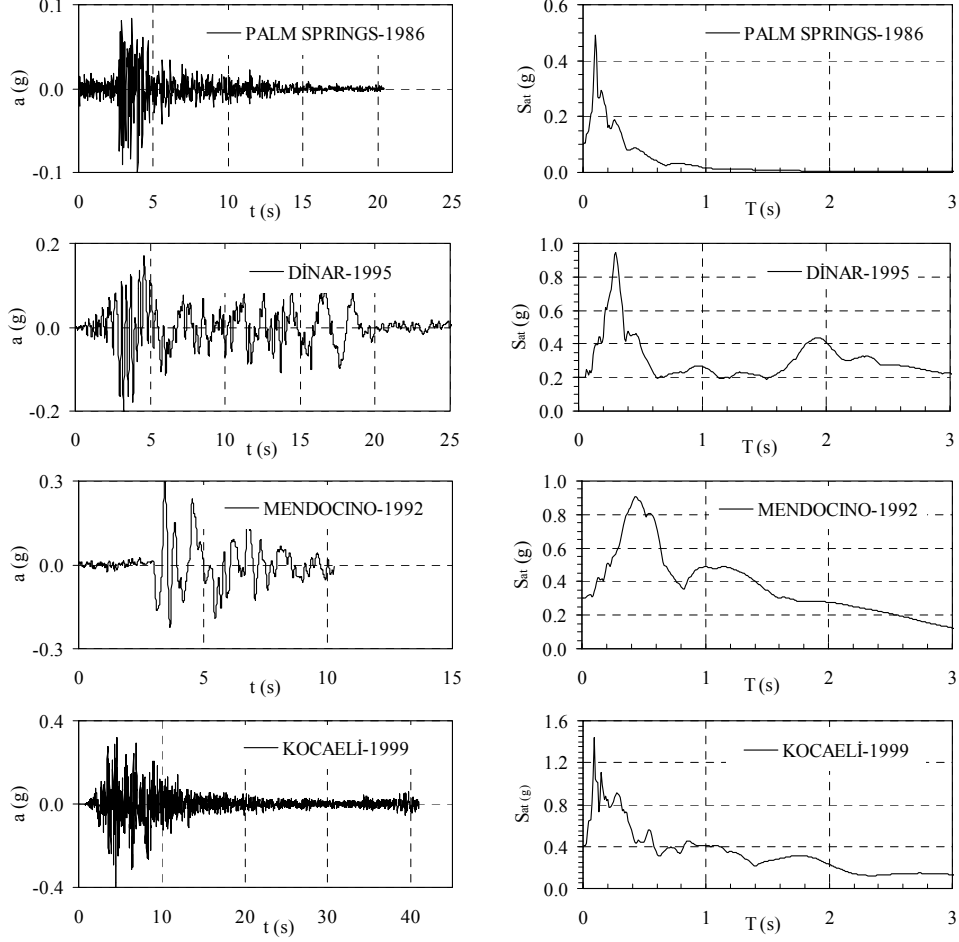 0.1
PALM SPRINGS-1986
a (g)
0.0
-0.1
0 5 10 15 20 25
t (s)
0.6
PALM SPRINGS-1986
Sat (g)
0.4
0.2
0.0
0 1 2 3
T (s)
0.2
DİNAR-1995
a (g)
0.0
-0.2
0 5 10 15 20 25
t (s)
1.0
DİNAR-1995
0.8
Sat (g)
0.6
0.4
0.2
0.0
0 1 2 3
T (s)
0.3
MENDOCINO-1992
a (g)
0.0
-0.3
0 5 10 15
t (s)
1.0
MENDOCINO-1992
0.8
Sat (g)
0.6
0.4
0.2
0.0
0 1 2 3
T (s)
0.4
KOCAELİ-1999
a (g)
0.0
-0.4
0 10 20 30 40
t (s)
1.6
KOCAELİ-1999
1.2
Sat (g)
0.8
0.4
0.0
0 1 2 3
T (s)